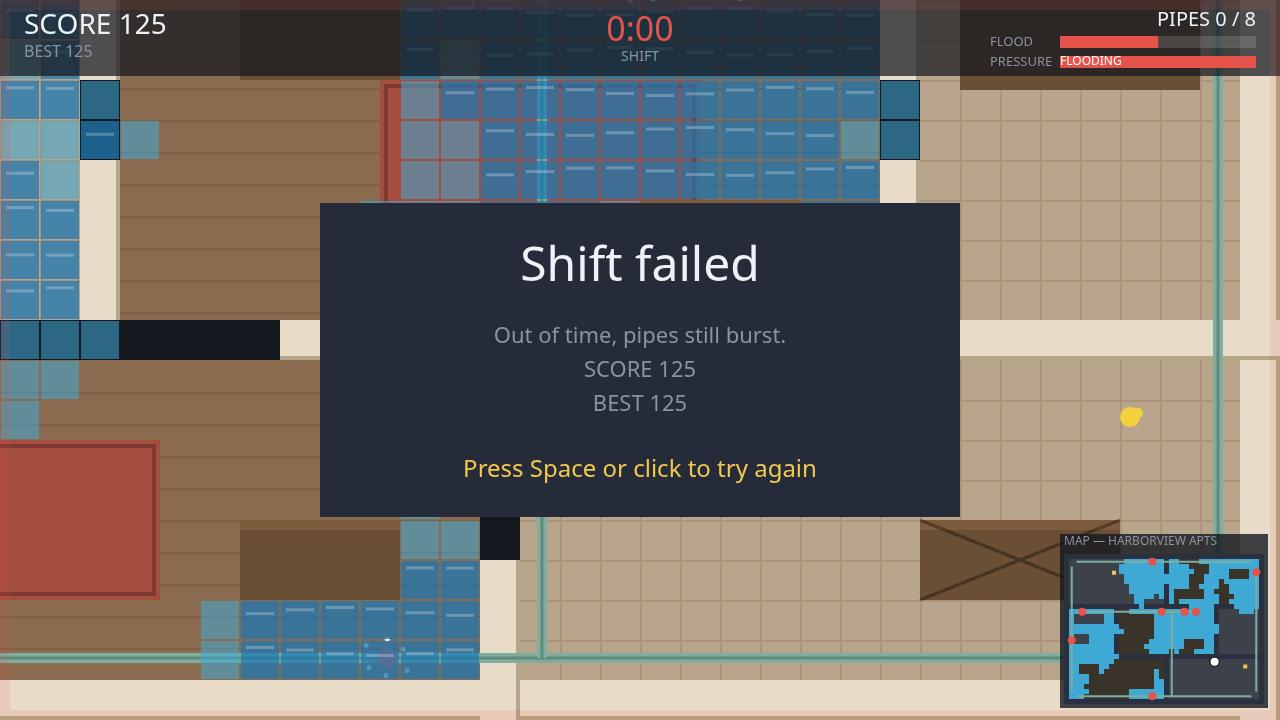 SCORE 125
BEST 125
0:00
SHIFT
PIPES 0 / 8
FLOOD
PRESSURE FLOODING
Shift failed
Out of time, pipes still burst.
SCORE 125
BEST 125
Press Space or click to try again
MAP — HARBORVIEW APTS